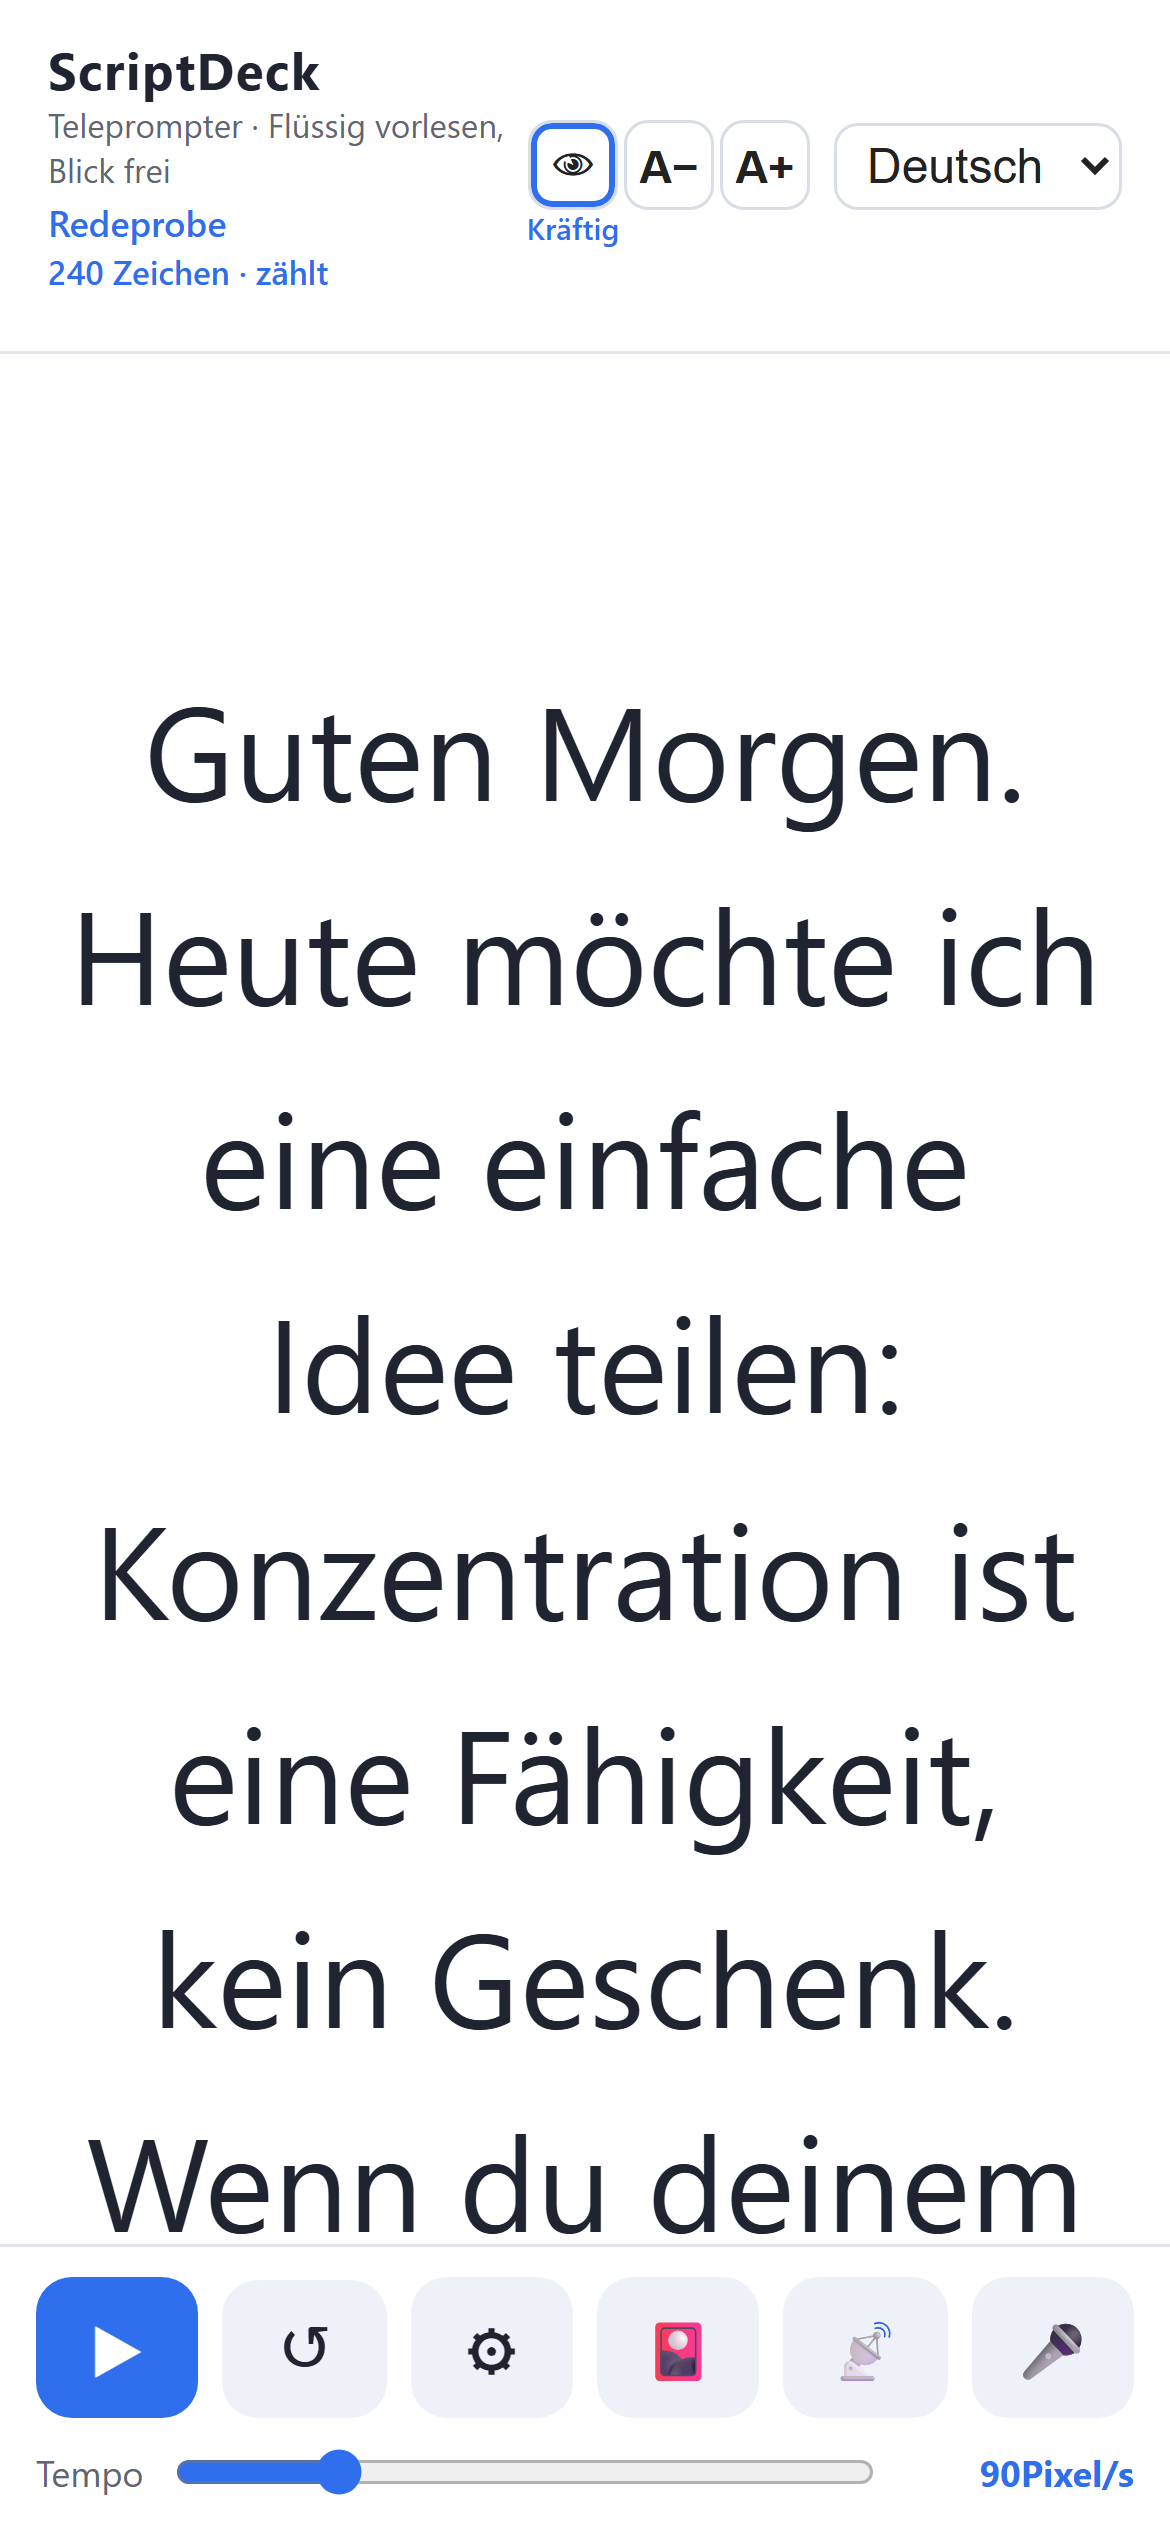 ScriptDeck
Teleprompter · Flüssig vorlesen,
Blick frei
Redeprobe
240 Zeichen · zählt
Kräftig
A−
A+
Deutsch
Guten Morgen.
Heute möchte ich
eine einfache
Idee teilen:
Konzentration ist
eine Fähigkeit,
kein Geschenk.
Wenn du deinem
Tempo
90Pixel/s